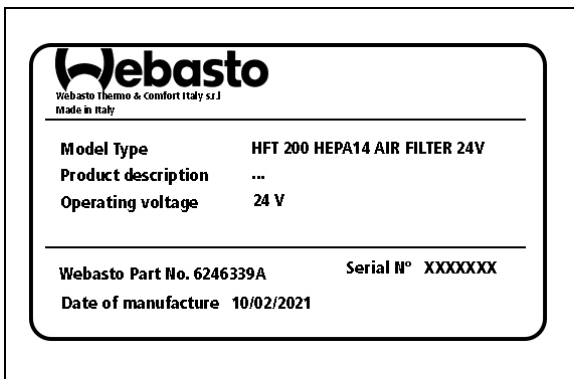 Webasto
Webasto Thermo & Comfort Italy s.r.l
Made in Italy
Model Type HFT 200 HEPA14 AIR FILTER 24V
Product description ...
Operating voltage 24 V
Webasto Part No. 6246339A Serial Nº XXXXXXX
Date of manufacture 10/02/2021